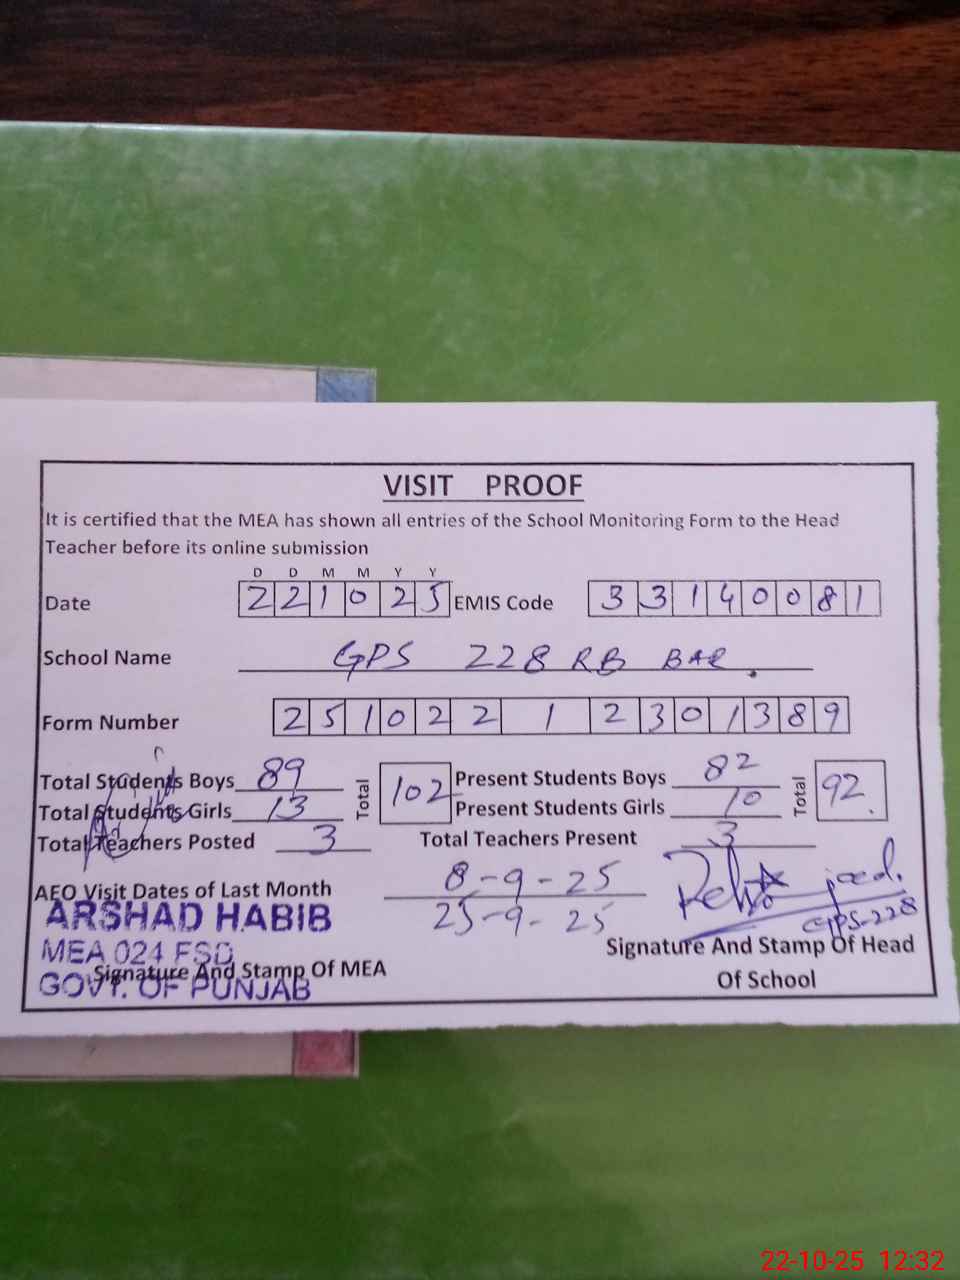 VISIT PROOF
It is certified that the MEA has shown all entries of the School Monitoring Form to the Head
Teacher before its online submission
D D M M Y Y
Date 2 2 1 0 2 5 EMIS Code 3 3 1 4 0 0 8 1
School Name GPS 228 RB BAR.
Form Number 2 5 1 0 2 2 1 2 3 0 1 3 8 9
Total Students Boys 89 Total 102 Present Students Boys 82 Total 92.
Total Students Girls 13 Present Students Girls 10
Total Teachers Posted 3 Total Teachers Present 3
AEO Visit Dates of Last Month 8-9-25
25-9-25
ARSHAD HABIB
MEA 024 FSD
GOVT. OF PUNJAB
Signature And Stamp Of MEA
GPS-228
Signature And Stamp Of Head
Of School
22-10-25 12:32